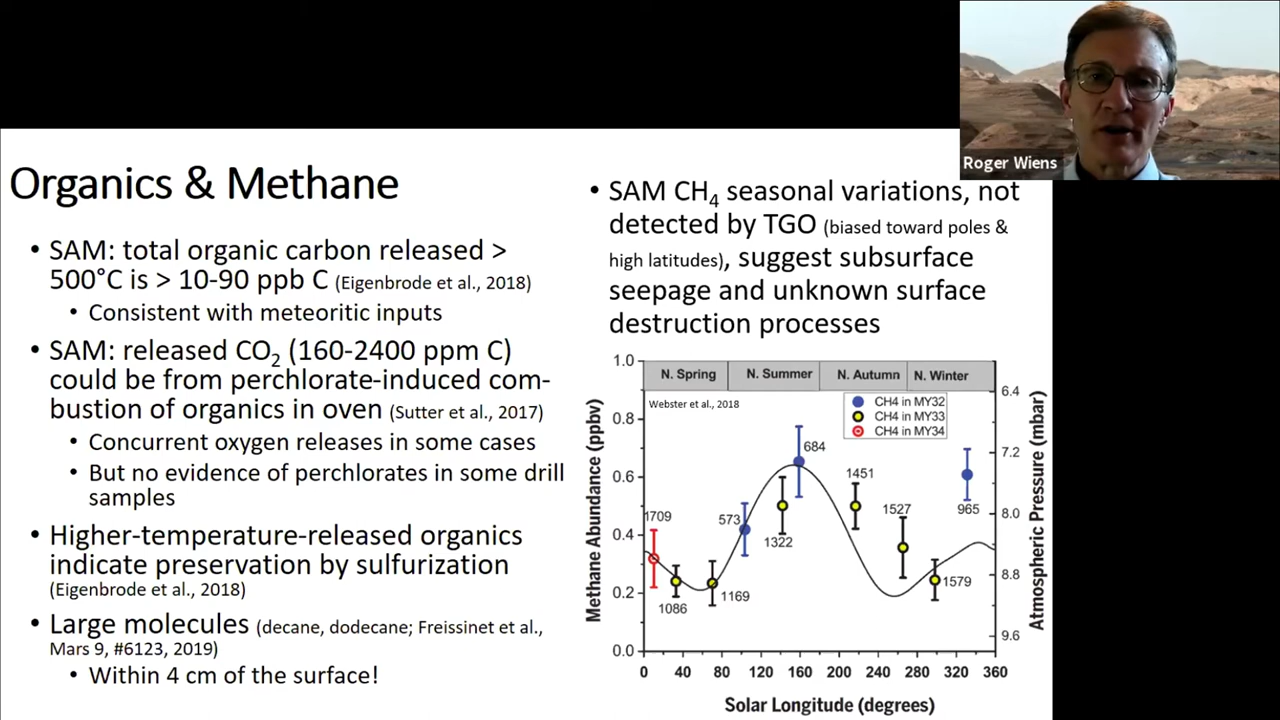 Roger Wiens
Organics & Methane
• SAM: total organic carbon released >
500°C is > 10-90 ppb C (Eigenbrode et al., 2018)
• Consistent with meteoritic inputs
• SAM: released CO2 (160-2400 ppm C)
could be from perchlorate-induced com-
bustion of organics in oven (Sutter et al., 2017)
• Concurrent oxygen releases in some cases
• But no evidence of perchlorates in some drill
samples
• Higher-temperature-released organics
indicate preservation by sulfurization
(Eigenbrode et al., 2018)
• Large molecules (decane, dodecane; Freissinet et al.,
Mars 9, #6123, 2019)
• Within 4 cm of the surface!
• SAM CH4 seasonal variations, not
detected by TGO (biased toward poles &
high latitudes), suggest subsurface
seepage and unknown surface
destruction processes
N. Spring N. Summer N. Autumn N. Winter
Webster et al., 2018
CH4 in MY32
CH4 in MY33
CH4 in MY34
Methane Abundance (ppbv)
1.0
0.8
0.6
0.4
0.2
0.0
1709
1086
1169
573
1322
684
1451
1527
1579
965
6.4
7.2
8.0
8.8
9.6
Atmospheric Pressure (mbar)
0 40 80 120 160 200 240 280 320 360
Solar Longitude (degrees)